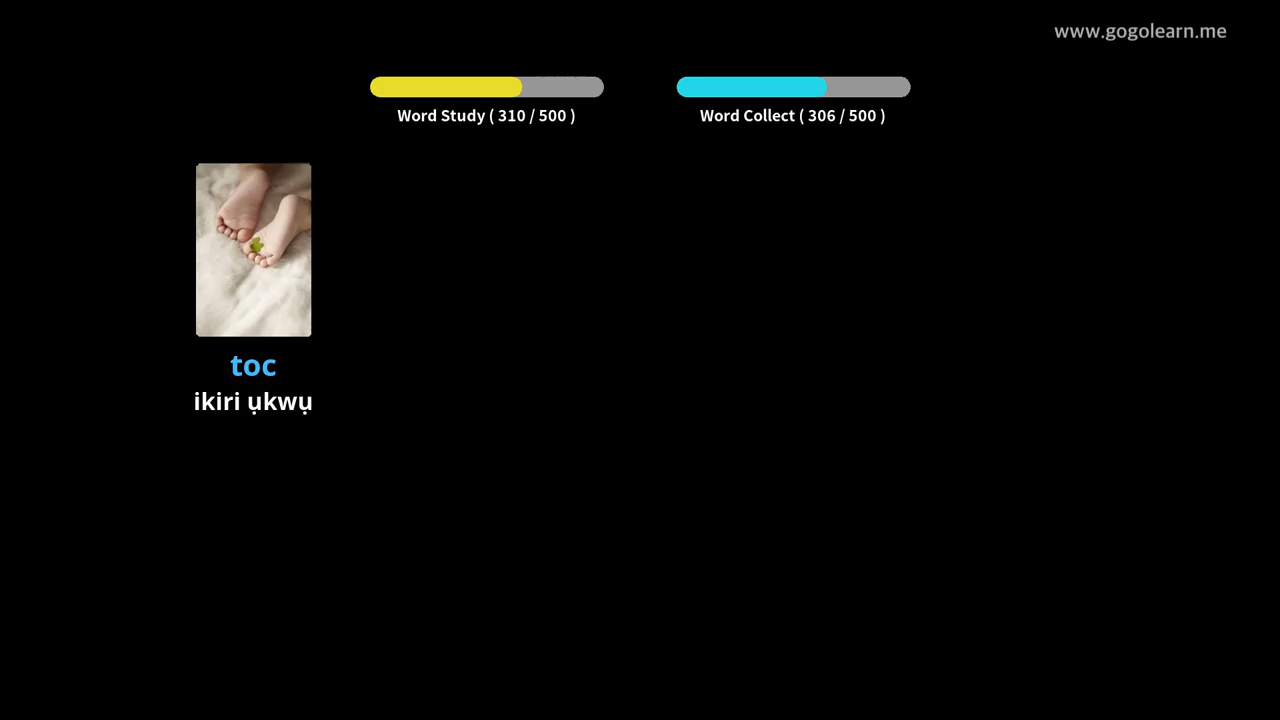 www.gogolearn.me
Word Study ( 310 / 500 )
Word Collect ( 306 / 500 )
toc
ikiri ụkwụ